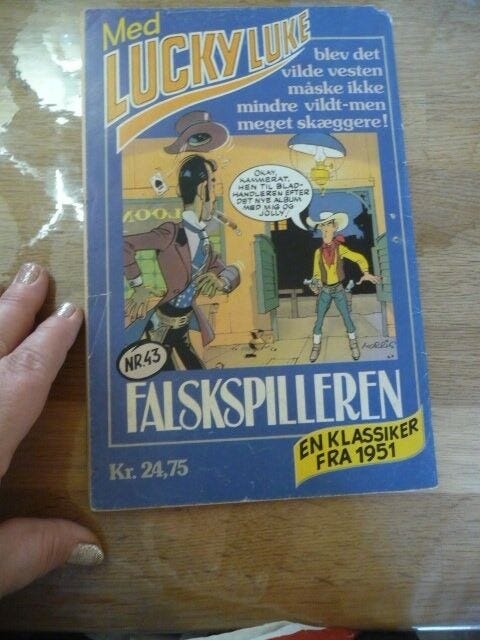 Med
LUCKY LUKE
blev det
vilde vesten
måske ikke
mindre vildt-men
meget skæggere!
OKAY,
KAMMERAT.
HEN TIL BLAD-
HANDLEREN EFTER
DET NYE ALBUM
MED MIG OG
JOLLY!
LOON
MORRIS
NR.43
FALSKSPILLEREN
EN KLASSIKER
FRA 1951
Kr. 24,75